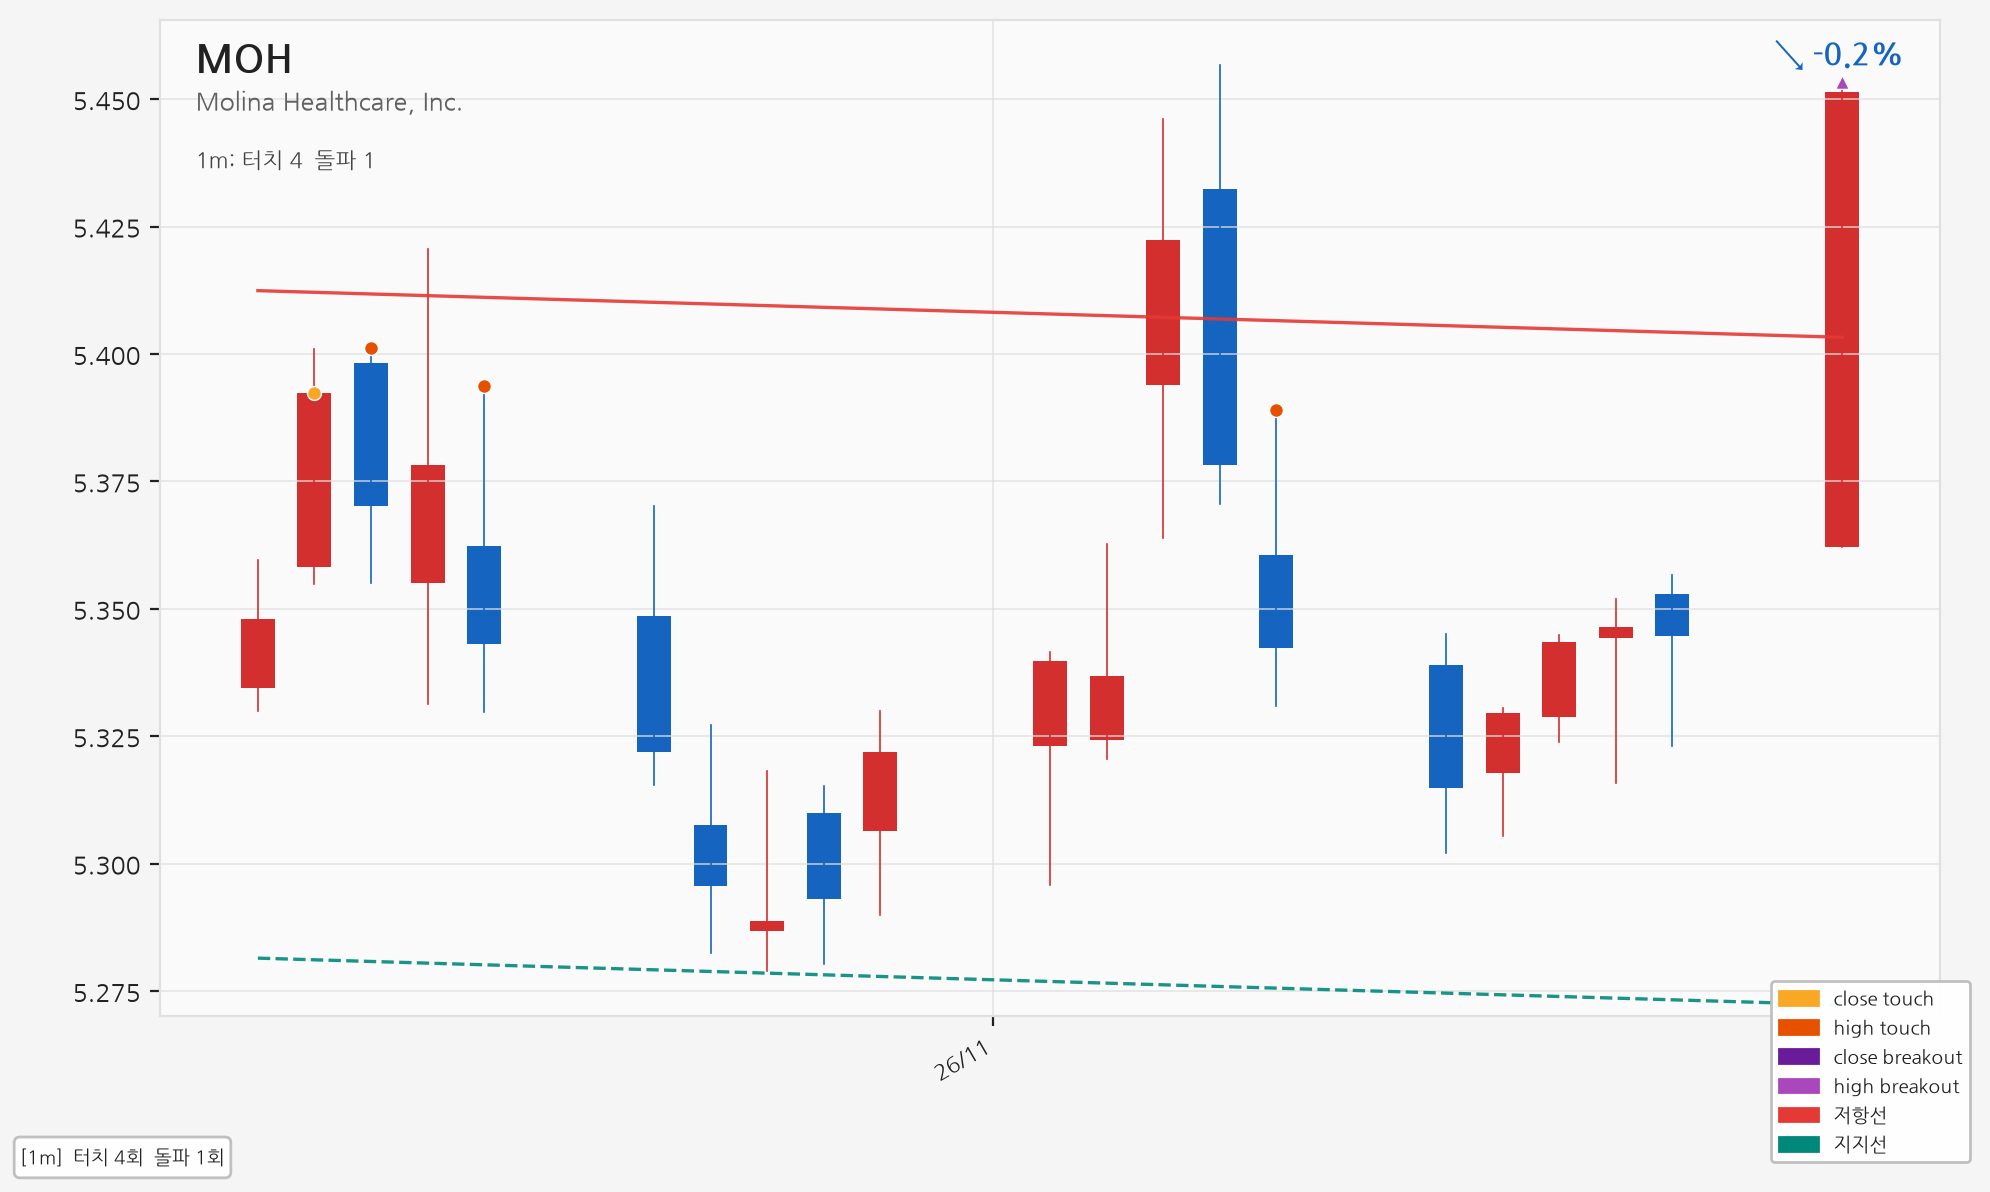 MOH
Molina Healthcare, Inc.
1m: 터치 4 돌파 1
-0.2%
5.450
5.425
5.400
5.375
5.350
5.325
5.300
5.275
26/11
close touch
high touch
close breakout
high breakout
저항선
지지선
[1m] 터치 4회 돌파 1회